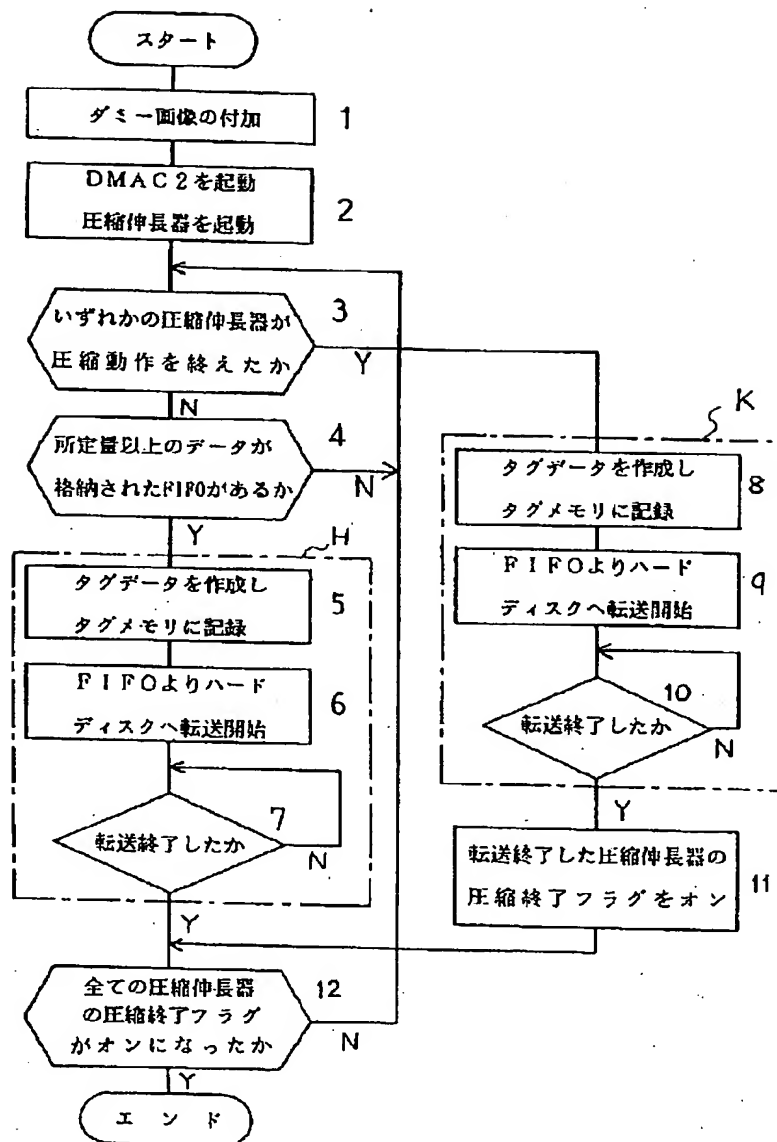 スタート
ダミー画像の付加
1
DMAC2を起動
圧縮伸長器を起動
2
いずれかの圧縮伸長器が
圧縮動作を終えたか
3
Y
N
所定量以上のデータが
格納されたFIFOがあるか
4
N
Y
H
タグデータを作成し
タグメモリに記録
5
FIFOよりハード
ディスクへ転送開始
6
転送終了したか
7
N
Y
K
タグデータを作成し
タグメモリに記録
8
FIFOよりハード
ディスクへ転送開始
9
転送終了したか
10
N
Y
転送終了した圧縮伸長器の
圧縮終了フラグをオン
11
全ての圧縮伸長器
の圧縮終了フラグ
がオンになったか
12
N
Y
エンド